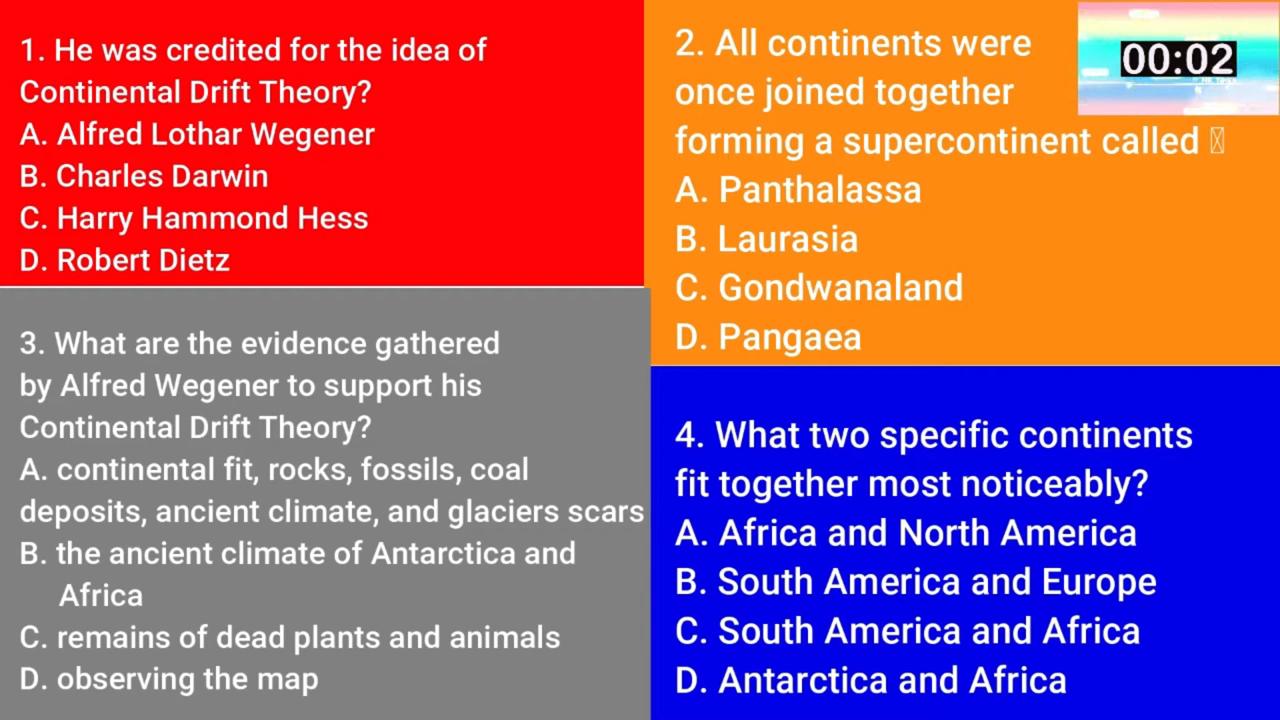 1. He was credited for the idea of
Continental Drift Theory?
A. Alfred Lothar Wegener
B. Charles Darwin
C. Harry Hammond Hess
D. Robert Dietz
2. All continents were
once joined together
forming a supercontinent called
A. Panthalassa
B. Laurasia
C. Gondwanaland
D. Pangaea
00:02
3. What are the evidence gathered
by Alfred Wegener to support his
Continental Drift Theory?
A. continental fit, rocks, fossils, coal
deposits, ancient climate, and glaciers scars
B. the ancient climate of Antarctica and
Africa
C. remains of dead plants and animals
D. observing the map
4. What two specific continents
fit together most noticeably?
A. Africa and North America
B. South America and Europe
C. South America and Africa
D. Antarctica and Africa